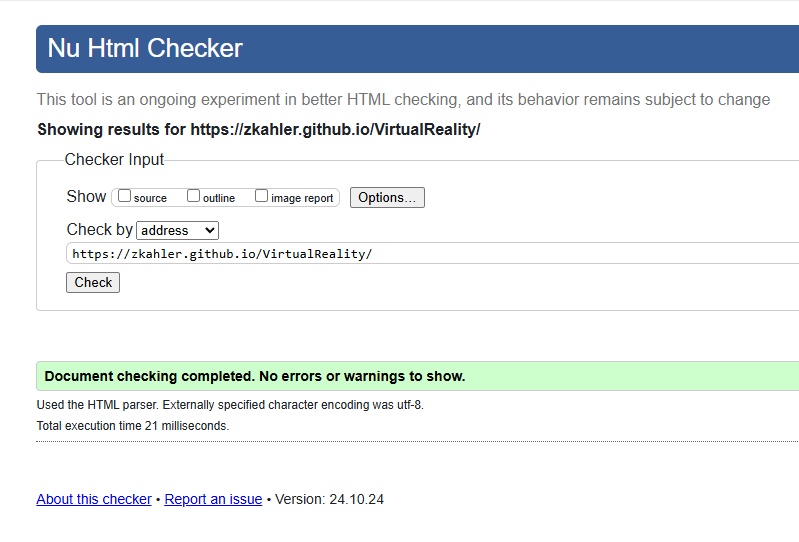 Nu Html Checker
This tool is an ongoing experiment in better HTML checking, and its behavior remains subject to change
Showing results for https://zkahler.github.io/VirtualReality/
Checker Input
Show source outline image report Options...
Check by address
https://zkahler.github.io/VirtualReality/
Check
Document checking completed. No errors or warnings to show.
Used the HTML parser. Externally specified character encoding was utf-8.
Total execution time 21 milliseconds.
About this checker • Report an issue • Version: 24.10.24